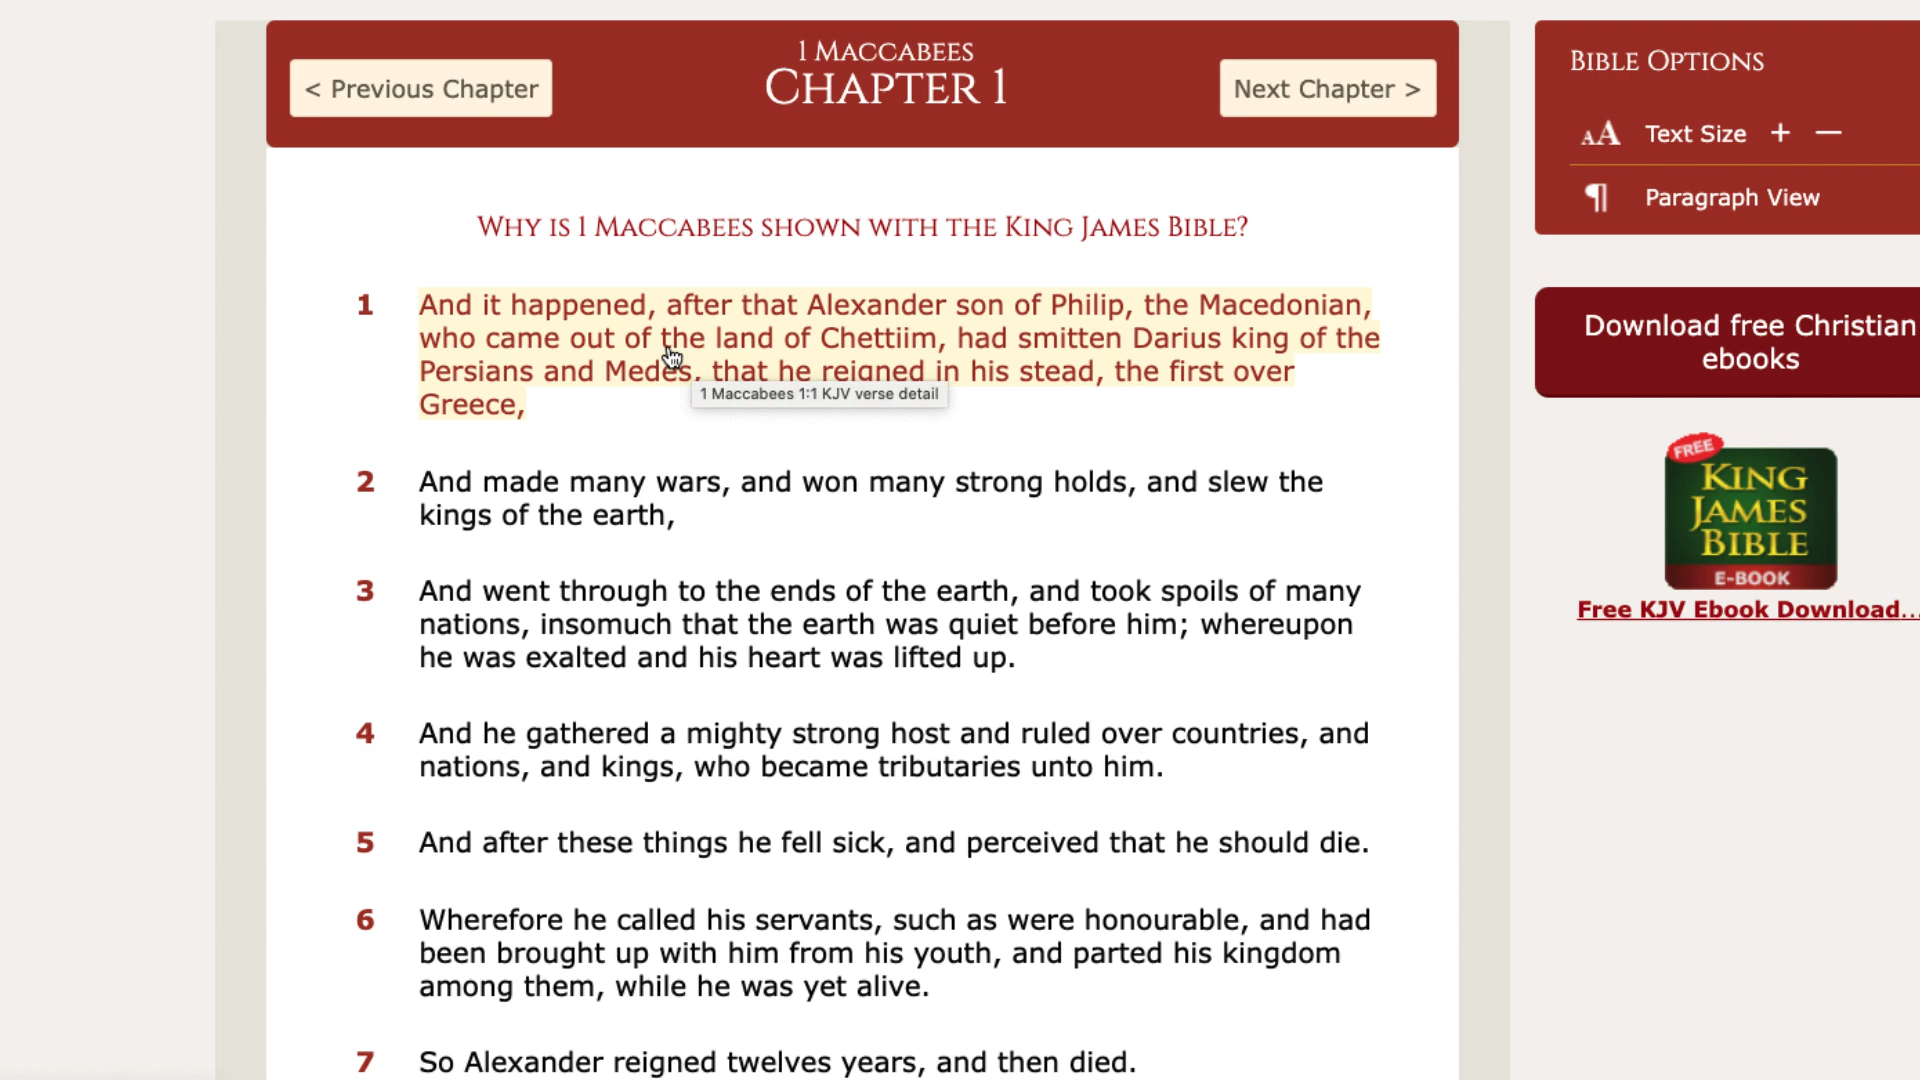 1 Maccabees
Chapter 1
< Previous Chapter
Next Chapter >
Why is 1 Maccabees shown with the King James Bible?
1 And it happened, after that Alexander son of Philip, the Macedonian,
who came out of the land of Chettiim, had smitten Darius king of the
Persians and Medes, that he reigned in his stead, the first over
Greece,
1 Maccabees 1:1 KJV verse detail
2 And made many wars, and won many strong holds, and slew the
kings of the earth,
3 And went through to the ends of the earth, and took spoils of many
nations, insomuch that the earth was quiet before him; whereupon
he was exalted and his heart was lifted up.
4 And he gathered a mighty strong host and ruled over countries, and
nations, and kings, who became tributaries unto him.
5 And after these things he fell sick, and perceived that he should die.
6 Wherefore he called his servants, such as were honourable, and had
been brought up with him from his youth, and parted his kingdom
among them, while he was yet alive.
7 So Alexander reigned twelves years, and then died.
Bible Options
AA Text Size + −
¶ Paragraph View
Download free Christian
ebooks
FREE
KING
JAMES
BIBLE
E-BOOK
Free KJV Ebook Download...